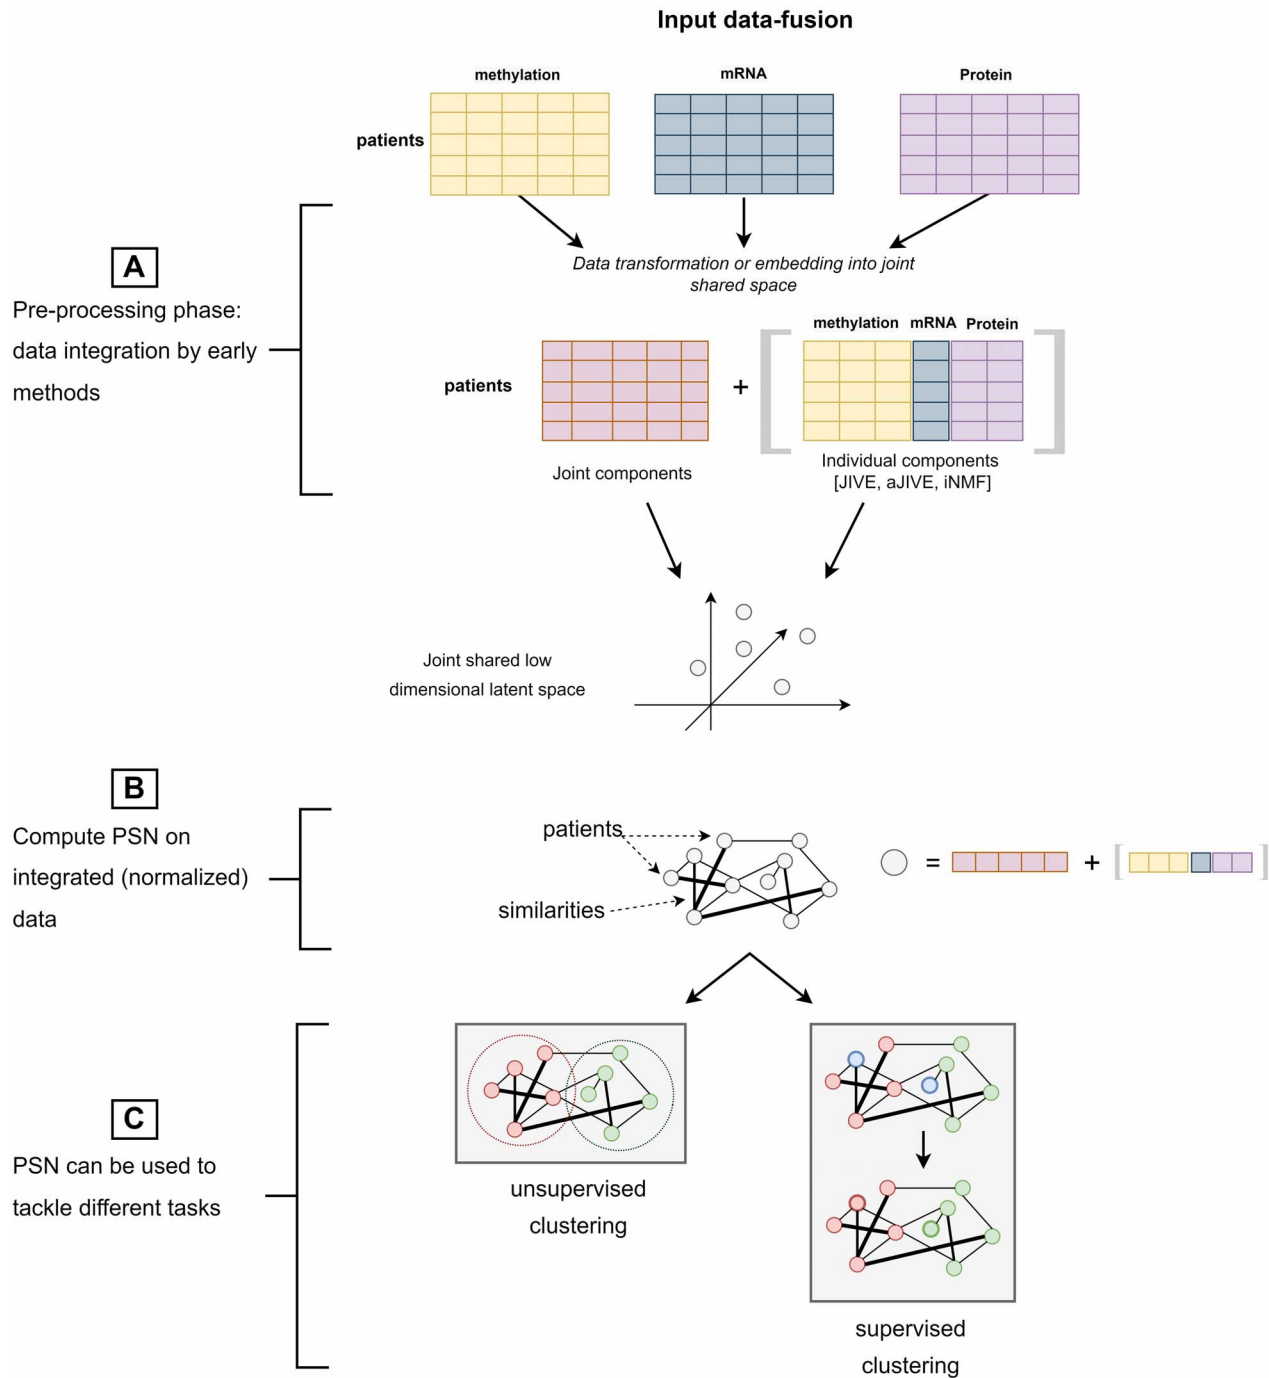 Input data-fusion
methylation
mRNA
Protein
patients
A
Pre-processing phase:
data integration by early
methods
Data transformation or embedding into joint
shared space
methylation
mRNA
Protein
patients
+
Joint components
Individual components
[JIVE, aJIVE, iNMF]
Joint shared low
dimensional latent space
B
Compute PSN on
integrated (normalized)
data
patients
similarities
=
+
C
PSN can be used to
tackle different tasks
unsupervised
clustering
supervised
clustering